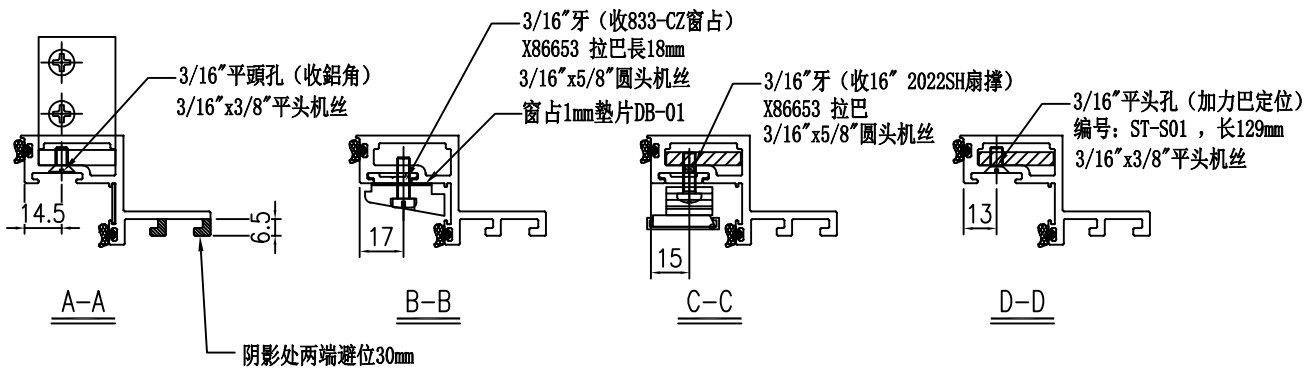 3/16"平頭孔（收鋁角）
3/16"x3/8"平头机丝
14.5
6.5
A-A
阴影处两端避位30mm
3/16"牙（收833-CZ窗占）
X86653 拉巴長18mm
3/16"x5/8"圆头机丝
窗占1mm墊片DB-01
17
B-B
3/16"牙（收16" 2022SH扇撑）
X86653 拉巴
3/16"x5/8"圆头机丝
15
C-C
3/16"平头孔（加力巴定位）
编号：ST-S01 ，长129mm
3/16"x3/8"平头机丝
13
D-D